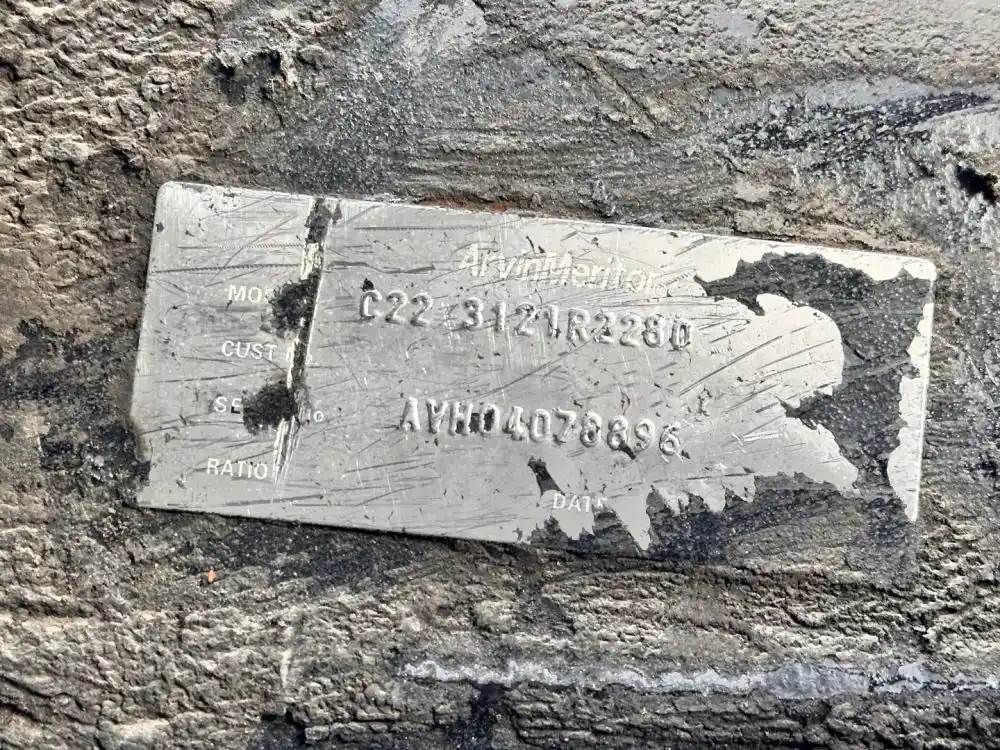 ArvinMeritor
C22 3121R2280
CUST
AVH04078896
RATIO
DATE